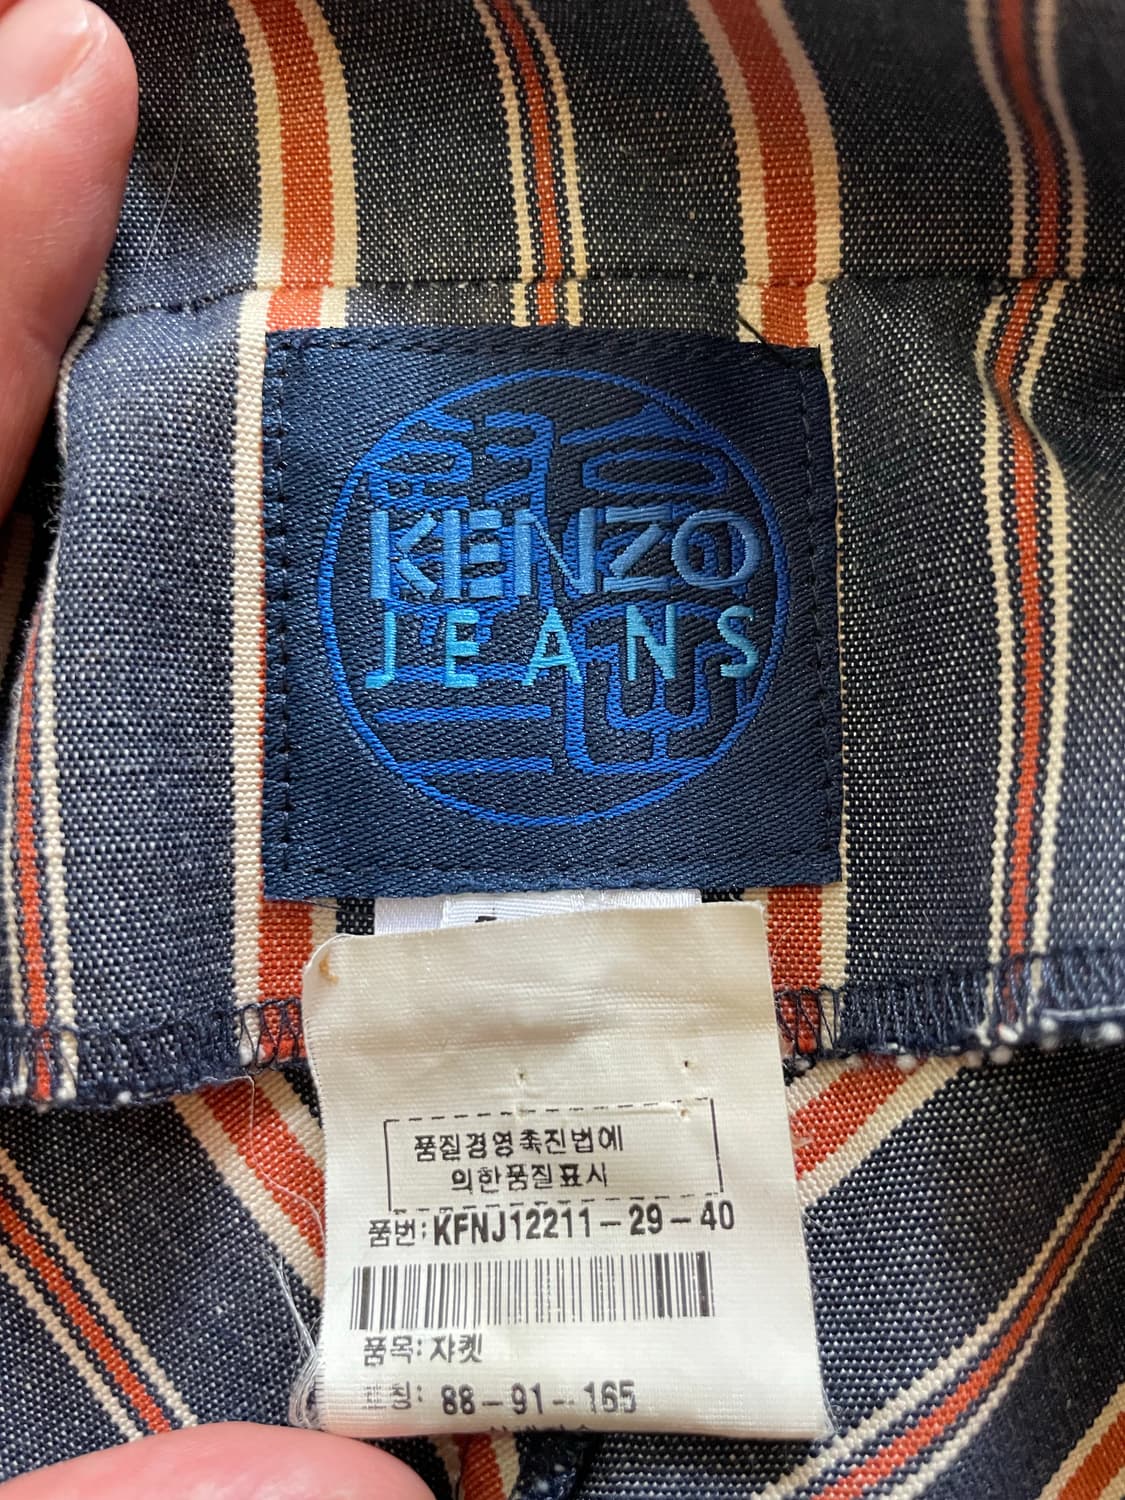 KENZO
JEANS
품질경영촉진법에
의한품질표시
품번: KFNJ12211-29-40
품목: 쟈켓
호칭: 88-91-165